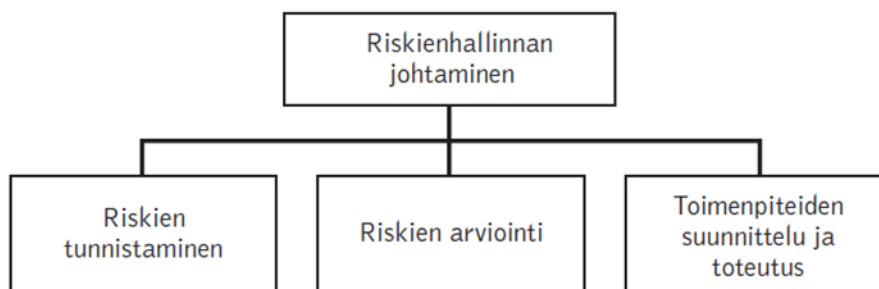 Riskienhallinnan
johtaminen
Riskien
tunnistaminen
Riskien arviointi
Toimenpiteiden
suunnittelu ja
toteutus